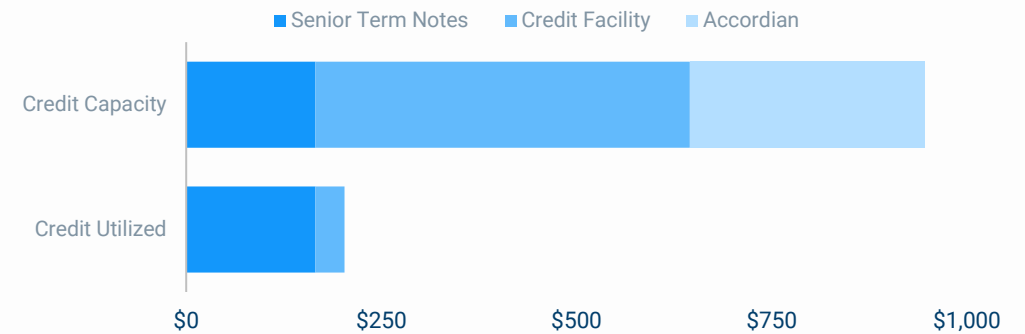 Senior Term Notes Credit Facility Accordian
Credit Capacity
Credit Utilized
$0 $250 $500 $750 $1,000